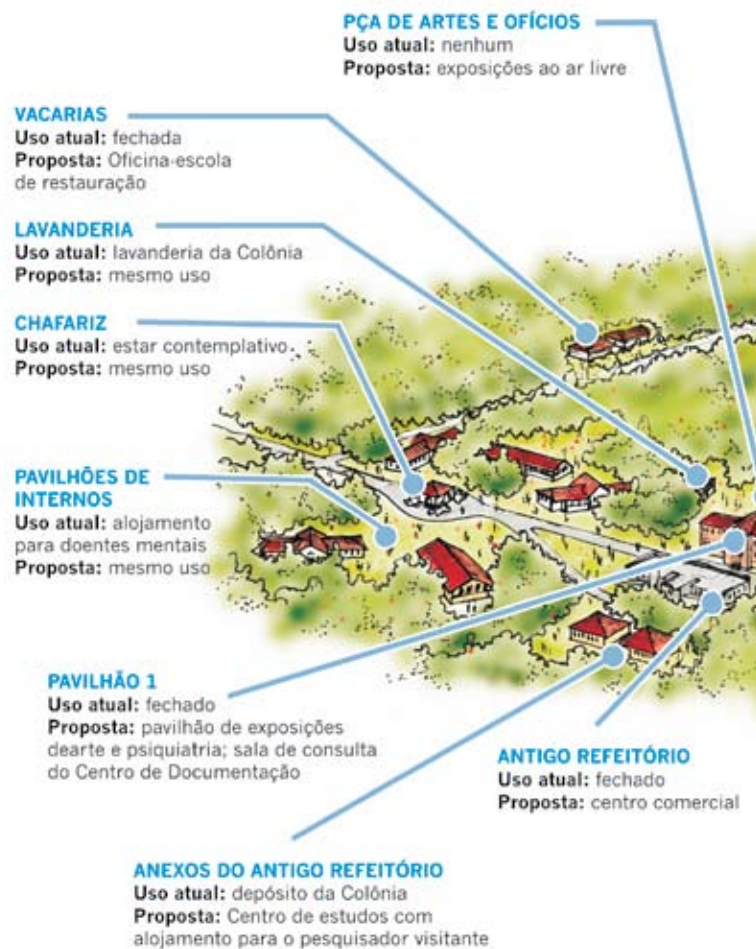 PÇA DE ARTES E OFÍCIOS
Uso atual: nenhum
Proposta: exposições ao ar livre
VACARIAS
Uso atual: fechada
Proposta: Oficina-escola
de restauração
LAVANDERIA
Uso atual: lavanderia da Colônia
Proposta: mesmo uso
CHAFARIZ
Uso atual: estar contemplativo
Proposta: mesmo uso
PAVILHÕES DE
INTERNOS
Uso atual: alojamento
para doentes mentais
Proposta: mesmo uso
PAVILHÃO 1
Uso atual: fechado
Proposta: pavilhão de exposições
dearte e psiquiatria; sala de consulta
do Centro de Documentação
ANTIGO REFEITÓRIO
Uso atual: fechado
Proposta: centro comercial
ANEXOS DO ANTIGO REFEITÓRIO
Uso atual: depósito da Colônia
Proposta: Centro de estudos com
alojamento para o pesquisador visitante